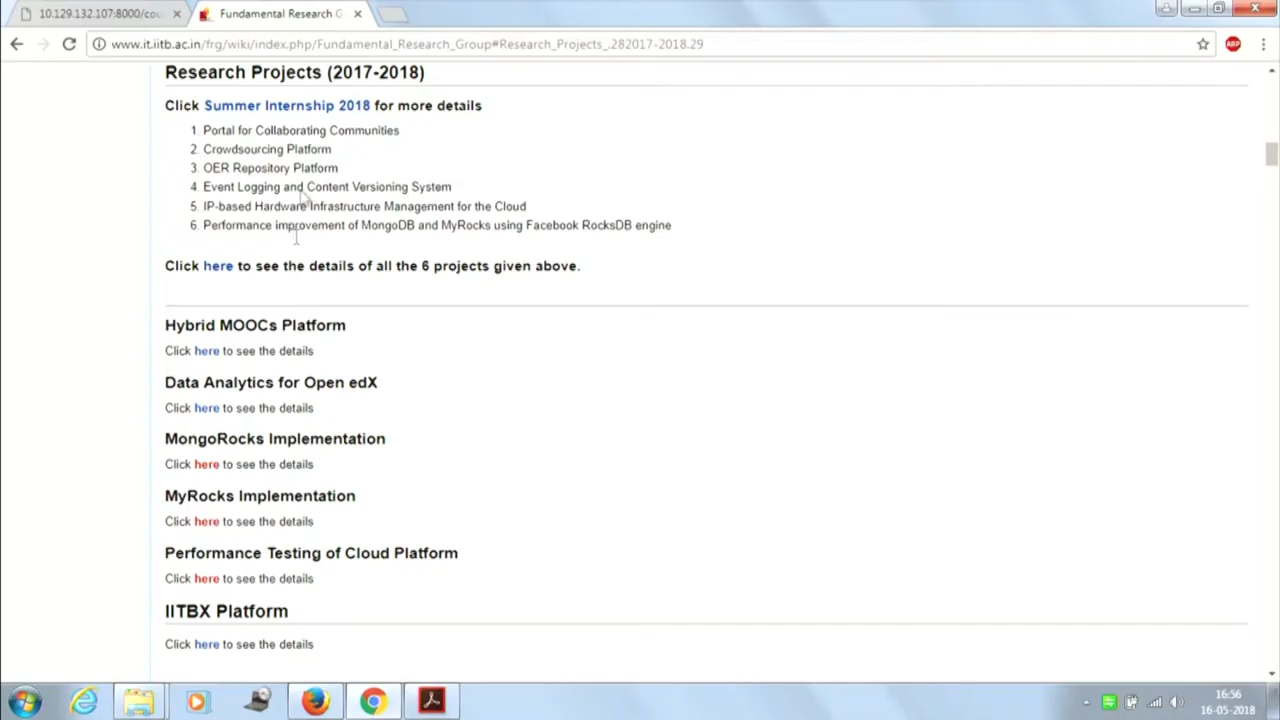 10.129.132.107:8000/cou
Fundamental Research G
www.it.iitb.ac.in/frg/wiki/index.php/Fundamental_Research_Group#Research_Projects_.282017-2018.29
ABP
Research Projects (2017-2018)
Click Summer Internship 2018 for more details
1. Portal for Collaborating Communities
2. Crowdsourcing Platform
3. OER Repository Platform
4. Event Logging and Content Versioning System
5. IP-based Hardware Infrastructure Management for the Cloud
6. Performance improvement of MongoDB and MyRocks using Facebook RocksDB engine
Click here to see the details of all the 6 projects given above.
Hybrid MOOCs Platform
Click here to see the details
Data Analytics for Open edX
Click here to see the details
MongoRocks Implementation
Click here to see the details
MyRocks Implementation
Click here to see the details
Performance Testing of Cloud Platform
Click here to see the details
IITBX Platform
Click here to see the details
16:56
16-05-2018